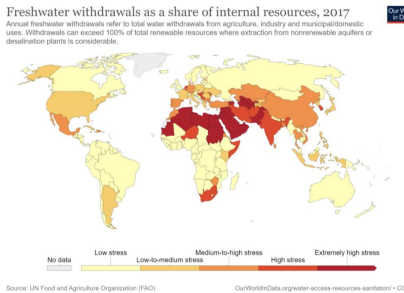 Freshwater withdrawals as a share of internal resources, 2017
Our W
in D
Annual freshwater withdrawals refer to total water withdrawals from agriculture, industry and municipal/domestic
uses. Withdrawals can exceed 100% of total renewable resources where extraction from nonrenewable aquifers or
desalination plants is considerable.
Low stress
Medium-to-high stress
Extremely high stress
No data
Low-to-medium stress
High stress
Source: UN Food and Agriculture Organization (FAO)
OurWorldInData.org/water-access-resources-sanitation/ • CC